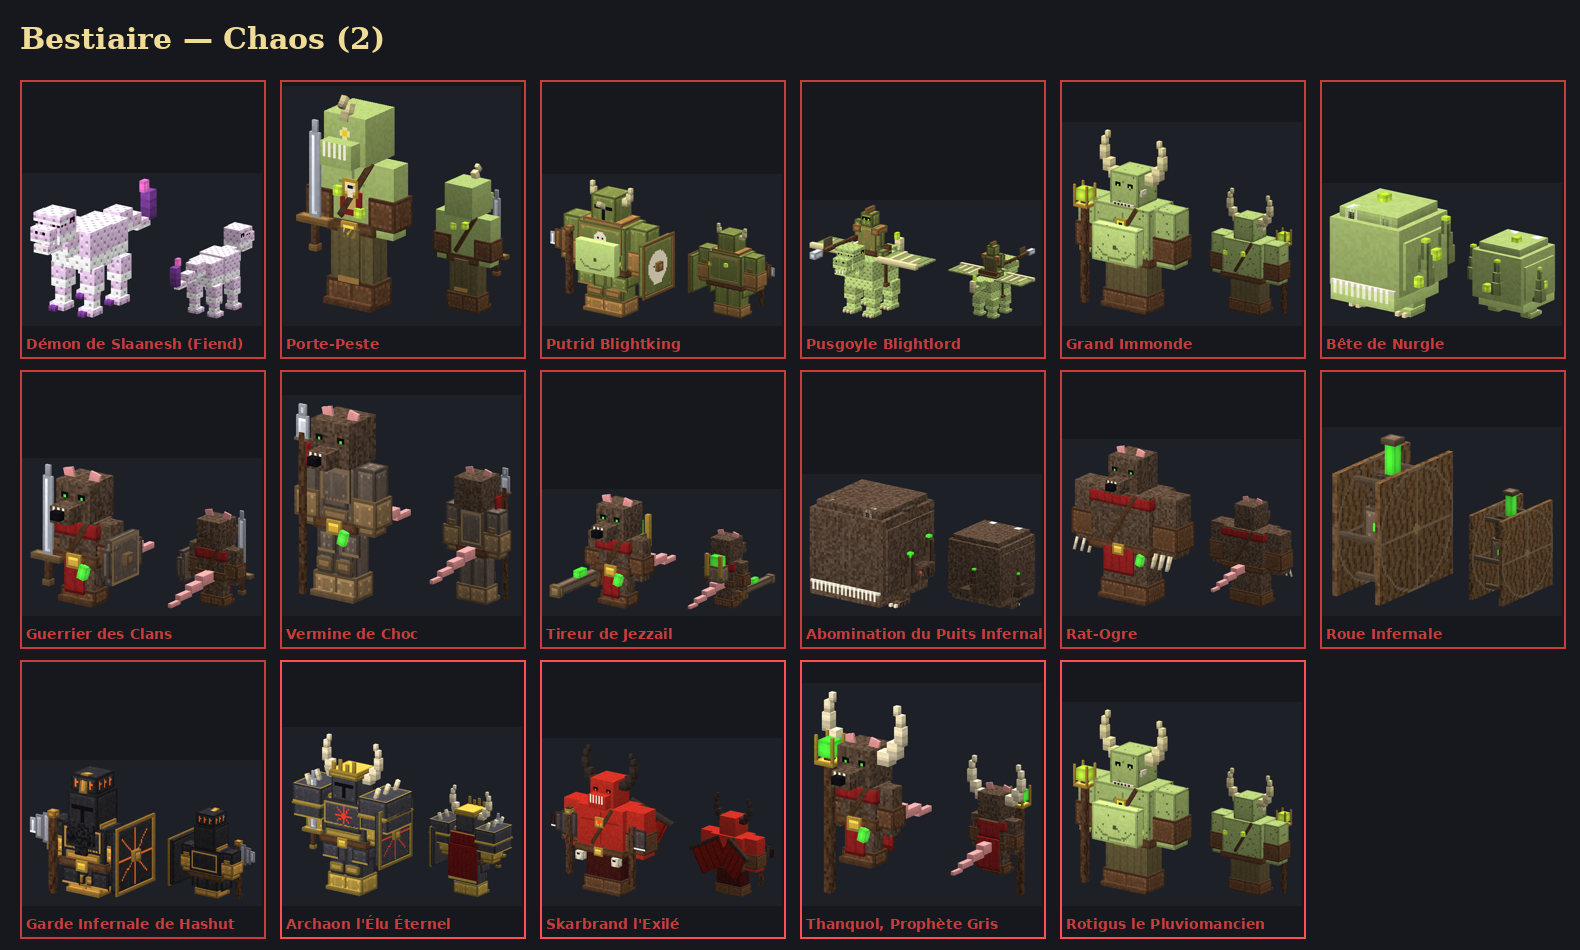 Bestiaire — Chaos (2)
Démon de Slaanesh (Fiend)
Porte-Peste
Putrid Blightking
Pusgoyle Blightlord
Grand Immonde
Bête de Nurgle
Guerrier des Clans
Vermine de Choc
Tireur de Jezzail
Abomination du Puits Infernal
Rat-Ogre
Roue Infernale
Garde Infernale de Hashut
Archaon l'Élu Éternel
Skarbrand l'Exilé
Thanquol, Prophète Gris
Rotigus le Pluviomancien